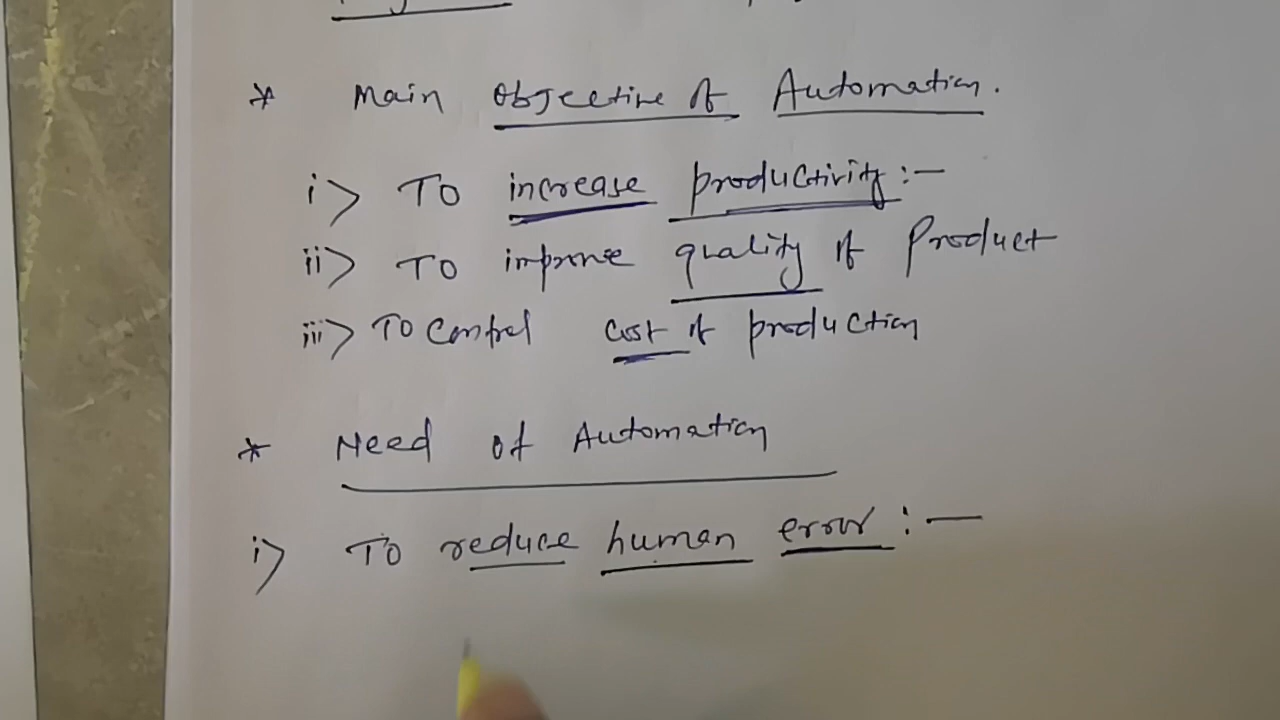 * Main Objective of Automation.
i> To increase productivity :-
ii> To improve quality of Product
iii> To Control Cost of production
* Need of Automation
i> To reduce human error :-